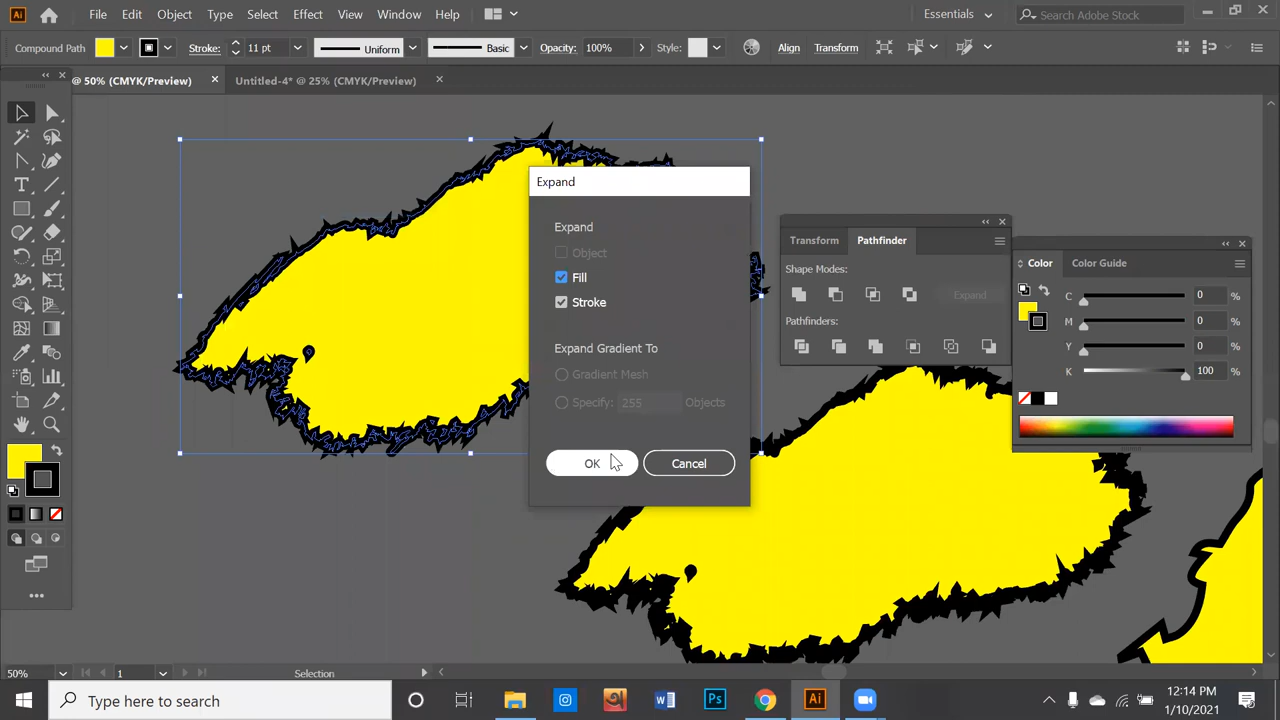 Ai File Edit Object Type Select Effect View Window Help Essentials Search Adobe Stock
Compound Path Stroke: 11 pt Uniform Basic Opacity: 100% Style: Align Transform
@ 50% (CMYK/Preview) × Untitled-4* @ 25% (CMYK/Preview) ×
Expand
Expand
Object
Fill
Stroke
Expand Gradient To
Gradient Mesh
Specify: 255 Objects
OK Cancel
Transform Pathfinder
Shape Modes:
Expand
Pathfinders:
Color Color Guide
C 0 %
M 0 %
Y 0 %
K 100 %
50% 1 Selection
Type here to search
Ps Ai
12:14 PM
1/10/2021